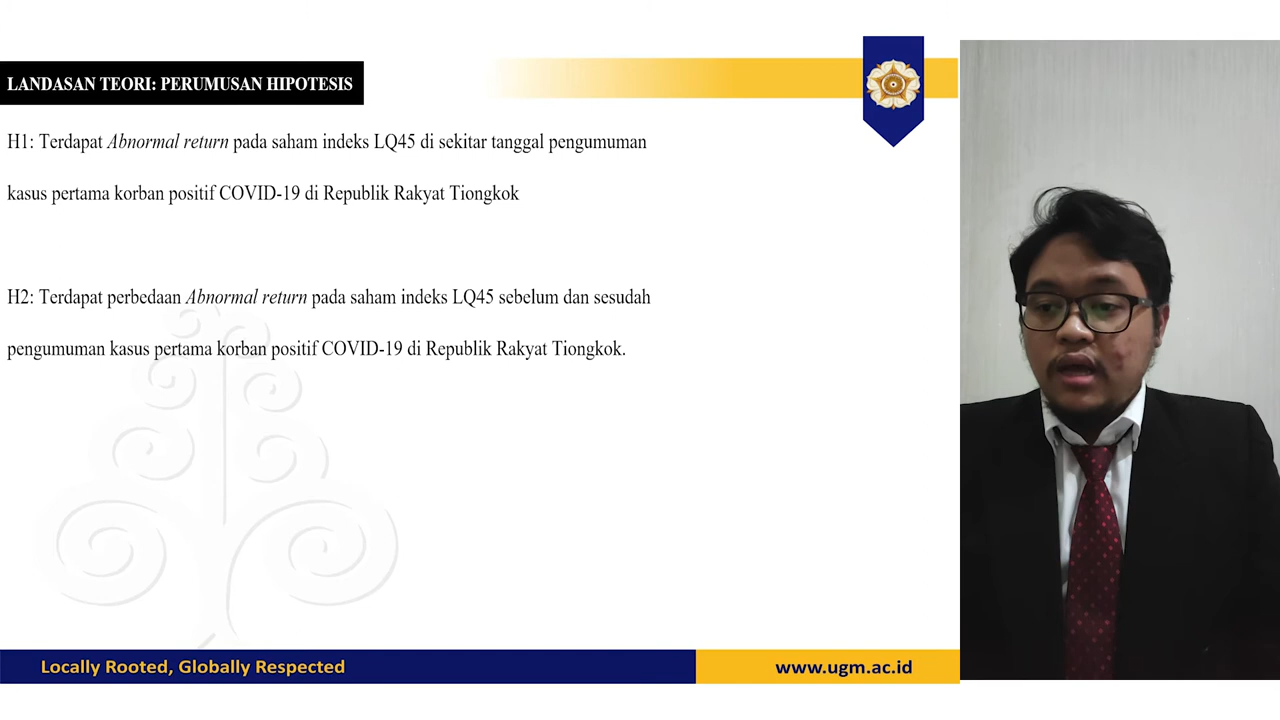 LANDASAN TEORI: PERUMUSAN HIPOTESIS
H1: Terdapat Abnormal return pada saham indeks LQ45 di sekitar tanggal pengumuman
kasus pertama korban positif COVID-19 di Republik Rakyat Tiongkok
H2: Terdapat perbedaan Abnormal return pada saham indeks LQ45 sebelum dan sesudah
pengumuman kasus pertama korban positif COVID-19 di Republik Rakyat Tiongkok.
Locally Rooted, Globally Respected
www.ugm.ac.id